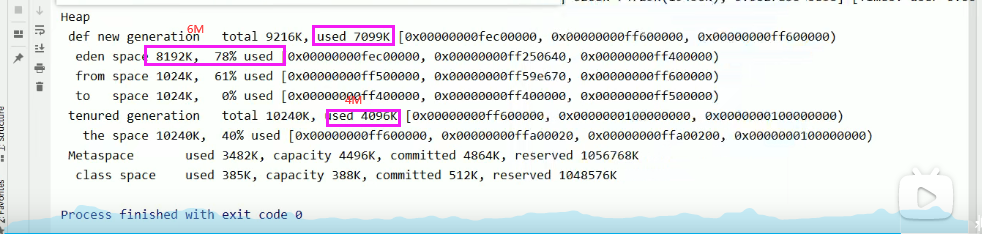 Heap
6M
def new generation total 9216K, used 7099K [0x00000000fec00000, 0x00000000ff600000, 0x00000000ff600000)
eden space 8192K, 78% used [0x00000000fec00000, 0x00000000ff250640, 0x00000000ff400000)
from space 1024K, 61% used [0x00000000ff500000, 0x00000000ff59e670, 0x00000000ff600000)
to space 1024K, 0% used [0x00000000ff400000, 0x00000000ff400000, 0x00000000ff500000)
4M
tenured generation total 10240K, used 4096K [0x00000000ff600000, 0x0000000100000000, 0x0000000100000000)
the space 10240K, 40% used [0x00000000ff600000, 0x00000000ffa00020, 0x00000000ffa00200, 0x0000000100000000)
Metaspace used 3482K, capacity 4496K, committed 4864K, reserved 1056768K
class space used 385K, capacity 388K, committed 512K, reserved 1048576K
Process finished with exit code 0